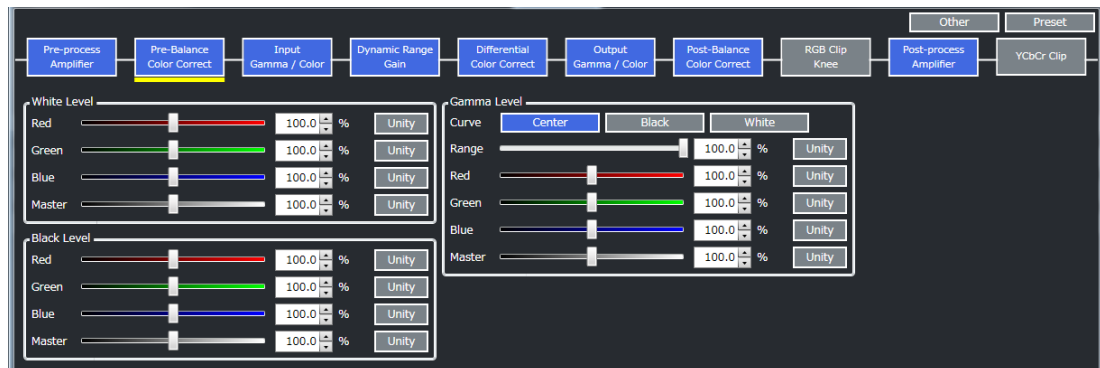 Other Preset
Pre-process Amplifier Pre-Balance Color Correct Input Gamma / Color Dynamic Range Gain Differential Color Correct Output Gamma / Color Post-Balance Color Correct RGB Clip Knee Post-process Amplifier YCbCr Clip
White Level
Red 100.0 % Unity
Green 100.0 % Unity
Blue 100.0 % Unity
Master 100.0 % Unity
Black Level
Red 100.0 % Unity
Green 100.0 % Unity
Blue 100.0 % Unity
Master 100.0 % Unity
Gamma Level
Curve Center Black White
Range 100.0 % Unity
Red 100.0 % Unity
Green 100.0 % Unity
Blue 100.0 % Unity
Master 100.0 % Unity